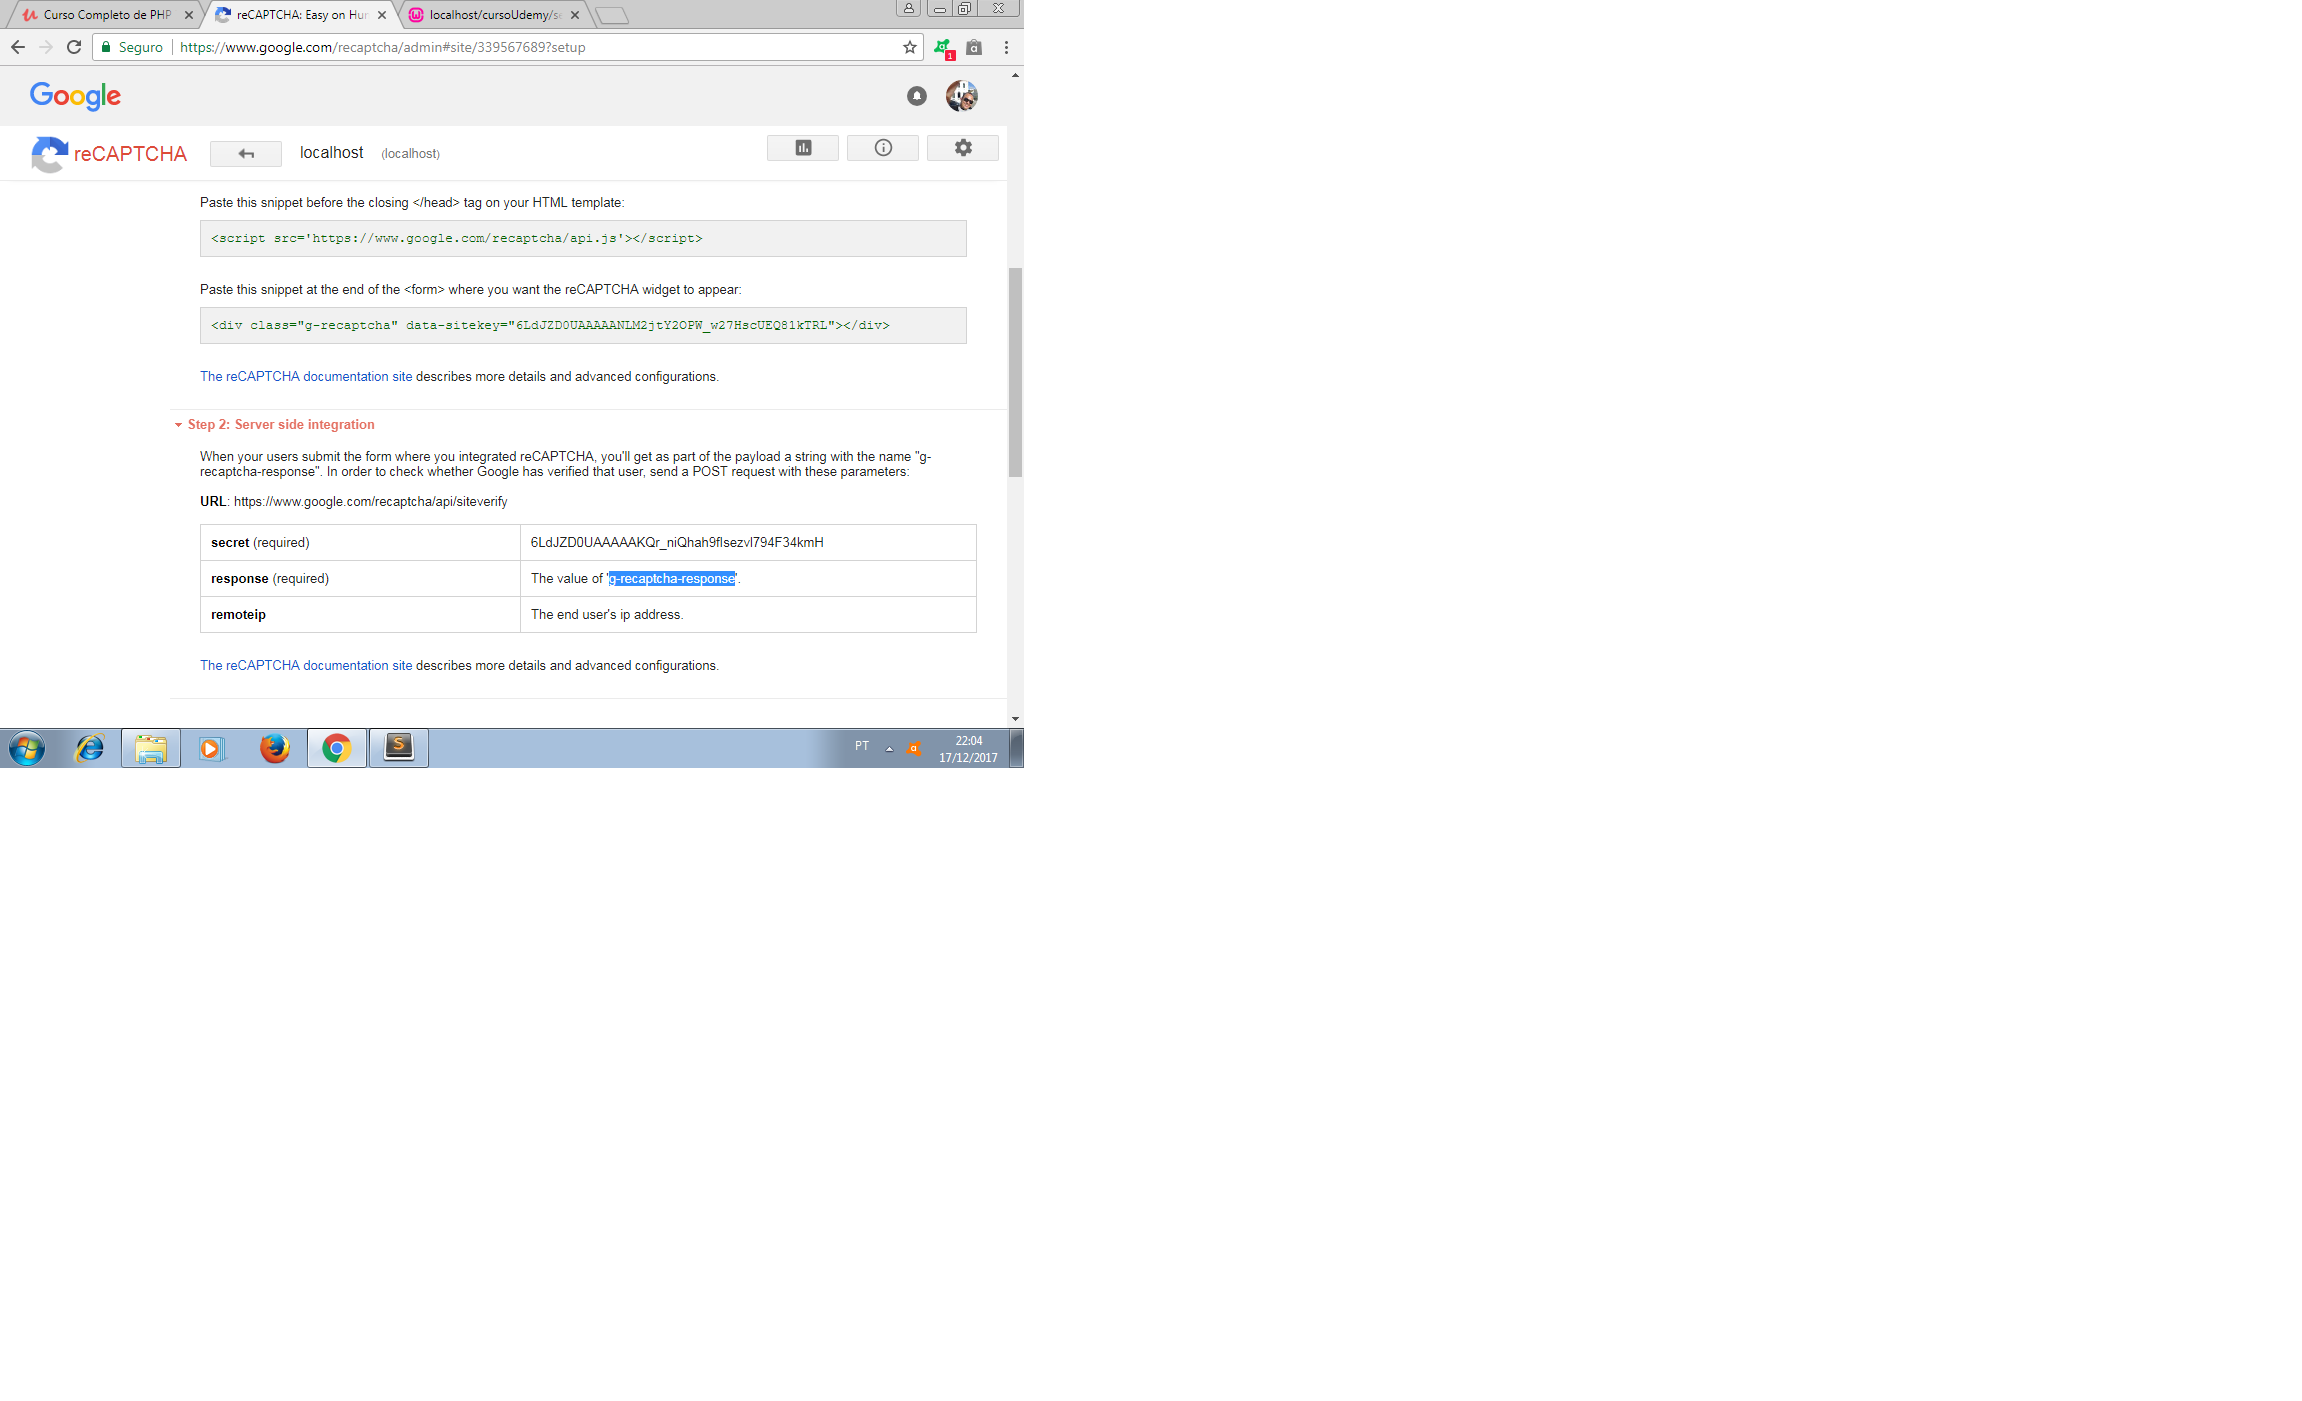 Curso Completo de PHP
reCAPTCHA: Easy on Hum
localhost/cursoUdemy/se
Seguro
https://www.google.com/recaptcha/admin#site/339567689?setup
1
Google
reCAPTCHA
localhost
(localhost)
Paste this snippet before the closing </head> tag on your HTML template:
<script src='https://www.google.com/recaptcha/api.js'></script>
Paste this snippet at the end of the <form> where you want the reCAPTCHA widget to appear:
<div class="g-recaptcha" data-sitekey="6LdJZD0UAAAAANLM2jtY2OPW_w27HscUEQ81kTRL"></div>
The reCAPTCHA documentation site describes more details and advanced configurations.
Step 2: Server side integration
When your users submit the form where you integrated reCAPTCHA, you'll get as part of the payload a string with the name "g-
recaptcha-response". In order to check whether Google has verified that user, send a POST request with these parameters:
URL: https://www.google.com/recaptcha/api/siteverify
secret (required)
6LdJZD0UAAAAAKQr_niQhah9fIsezvl794F34kmH
response (required)
The value of 'g-recaptcha-response'.
remoteip
The end user's ip address.
The reCAPTCHA documentation site describes more details and advanced configurations.
PT
22:04
17/12/2017